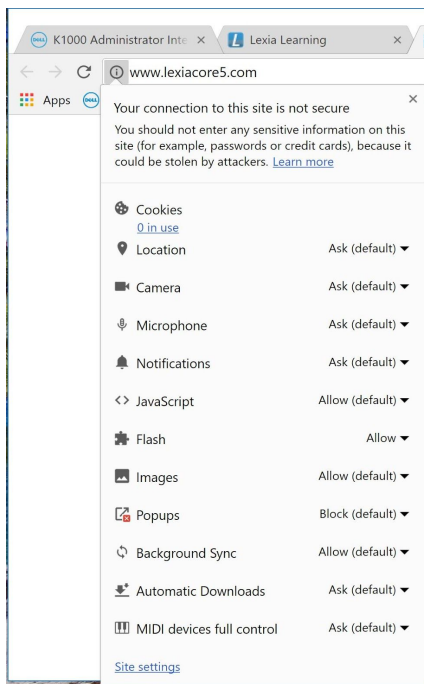 DELL K1000 Administrator Inte
L Lexia Learning
www.lexiacore5.com
Apps DELL
Your connection to this site is not secure
You should not enter any sensitive information on this
site (for example, passwords or credit cards), because it
could be stolen by attackers. Learn more
Cookies
0 in use
Location Ask (default)
Camera Ask (default)
Microphone Ask (default)
Notifications Ask (default)
JavaScript Allow (default)
Flash Allow
Images Allow (default)
Popups Block (default)
Background Sync Allow (default)
Automatic Downloads Ask (default)
MIDI devices full control Ask (default)
Site settings